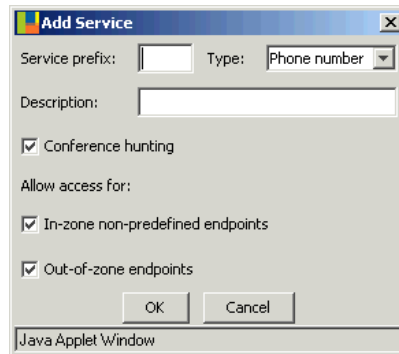 Add Service
Service prefix: Type: Phone number
Description:
Conference hunting
Allow access for:
In-zone non-predefined endpoints
Out-of-zone endpoints
OK Cancel
Java Applet Window